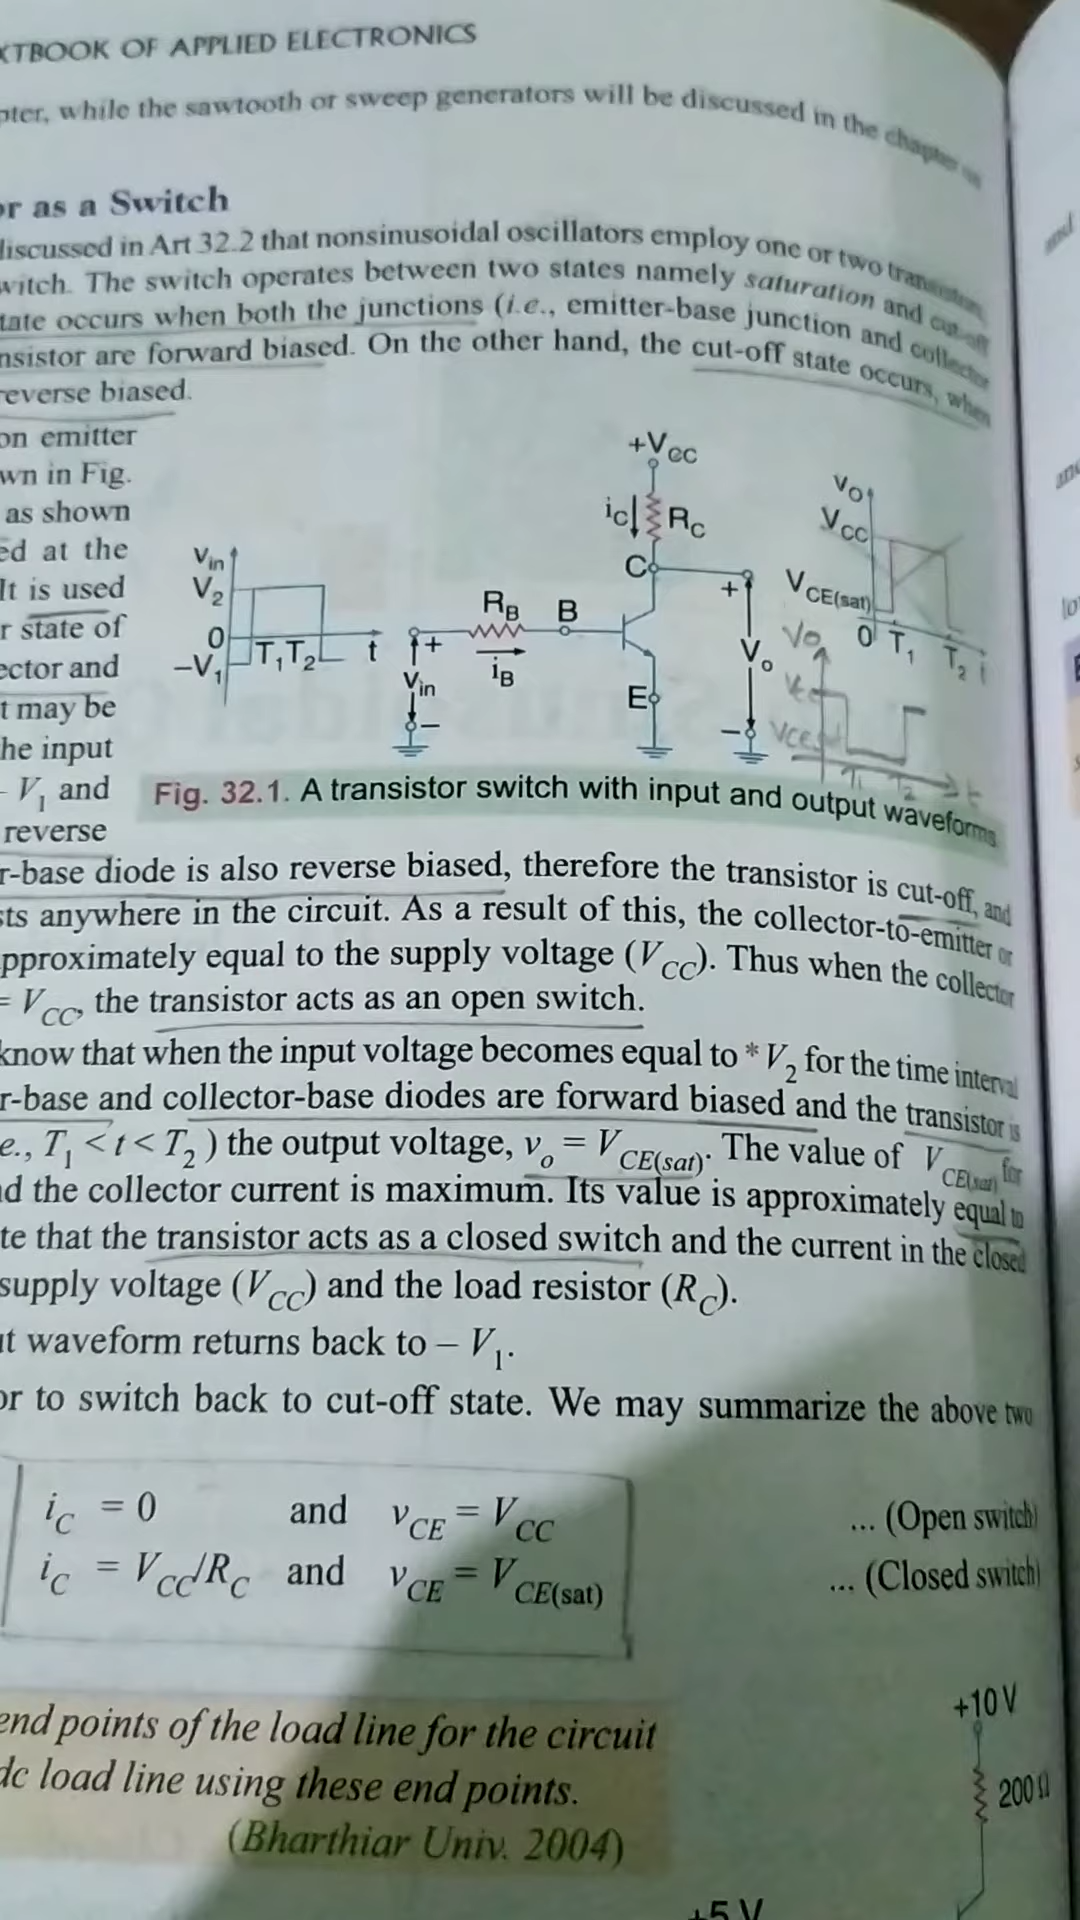 XTBOOK OF APPLIED ELECTRONICS
pter, while the sawtooth or sweep generators will be discussed in the chapter on
or as a Switch
discussed in Art 32.2 that nonsinusoidal oscillators employ one or two transistors
witch. The switch operates between two states namely saturation and cut-off
tate occurs when both the junctions (i.e., emitter-base junction and collector
nsistor are forward biased. On the other hand, the cut-off state occurs, when
reverse biased.
on emitter
wn in Fig.
as shown
ed at the
It is used
r state of
ector and
t may be
he input
– V1 and
reverse
Vin
V2
0
–V1
T1 T2
t
+
Vin
–
RB
iB
B
+VCC
iC
RC
C
E
+
Vo
–
VO
VCC
VCE(sat)
0 T1 T2 t
Vo
Vcc
VCE
T1 T2 t
Fig. 32.1. A transistor switch with input and output waveforms
r-base diode is also reverse biased, therefore the transistor is cut-off, and
sts anywhere in the circuit. As a result of this, the collector-to-emitter or
pproximately equal to the supply voltage (VCC). Thus when the collector
= VCC, the transistor acts as an open switch.
know that when the input voltage becomes equal to *V2 for the time interval
r-base and collector-base diodes are forward biased and the transistor is
e., T1 < t < T2 ) the output voltage, vo = VCE(sat). The value of VCE(sat) for
nd the collector current is maximum. Its value is approximately equal to
te that the transistor acts as a closed switch and the current in the closed
supply voltage (VCC) and the load resistor (RC).
ut waveform returns back to – V1.
or to switch back to cut-off state. We may summarize the above two
iC = 0 and vCE = VCC ... (Open switch)
iC = VCC/RC and vCE = VCE(sat) ... (Closed switch)
end points of the load line for the circuit
dc load line using these end points.
(Bharthiar Univ. 2004)
+10 V
200 Ω
+5 V